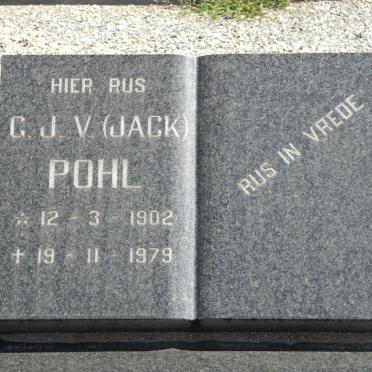 HIER RUS
G. J. V. (JACK)
POHL
☆ 12 - 3 - 1902
✝ 19 - 11 - 1979
RUS IN VREDE